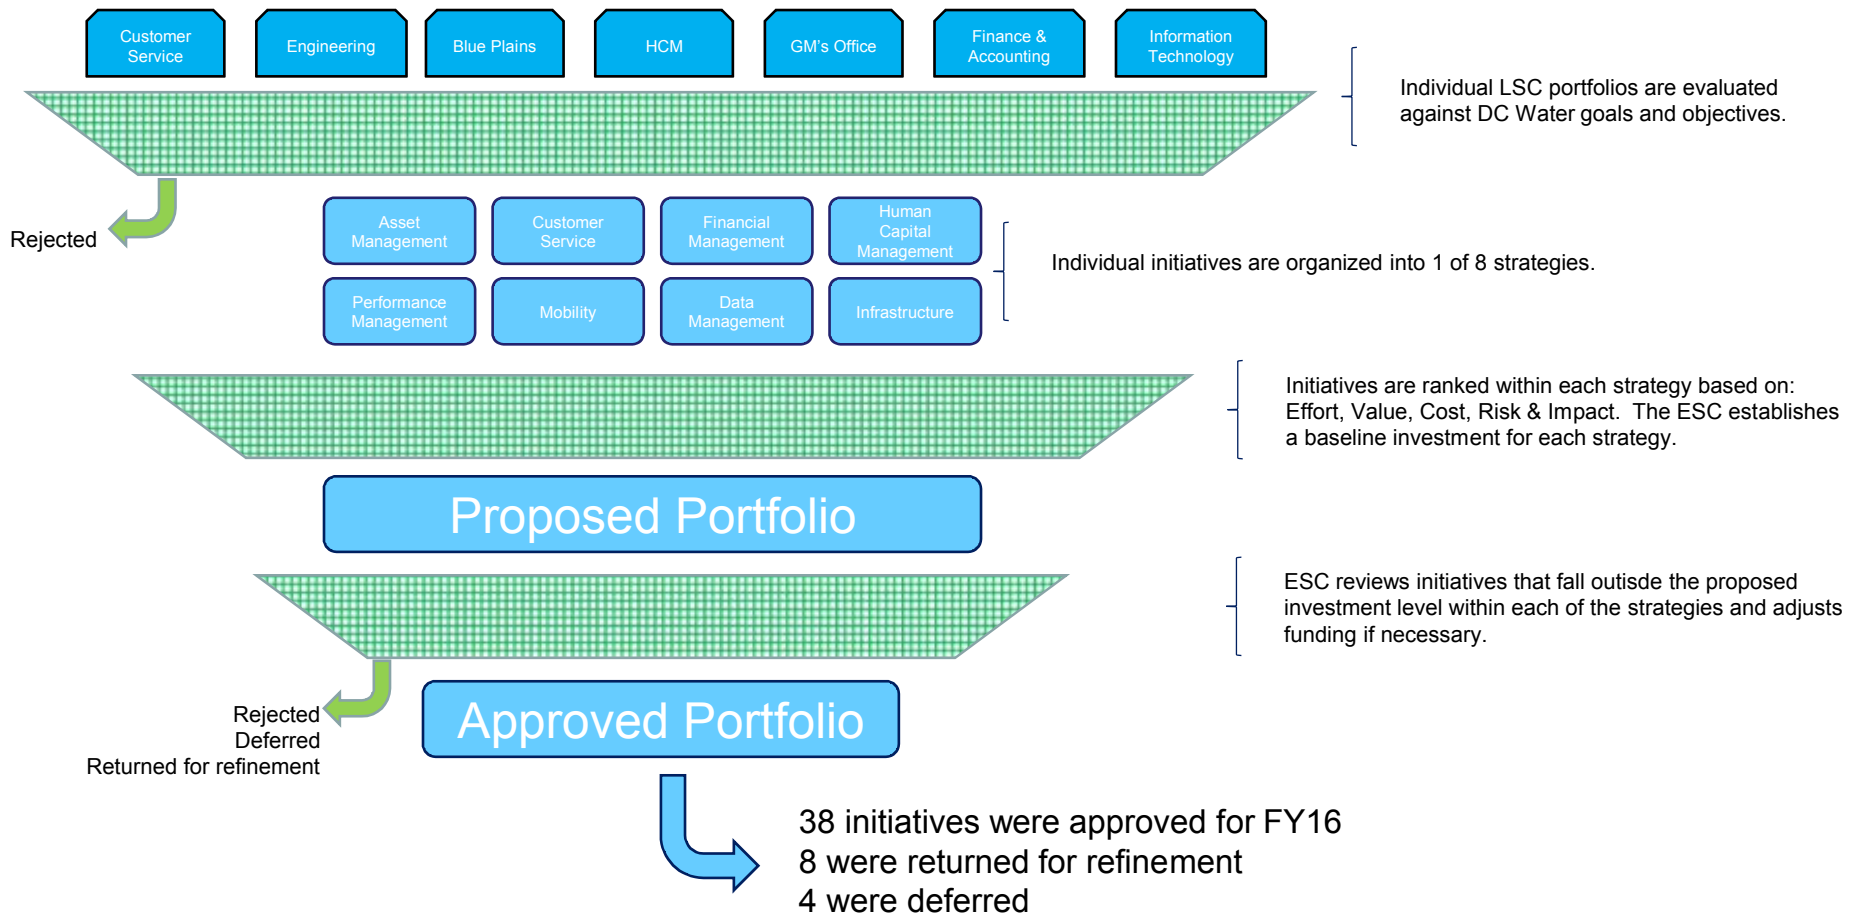 Customer
Service
Engineering
Blue Plains
HCM
GM's Office
Finance &
Accounting
Information
Technology
Individual LSC portfolios are evaluated
against DC Water goals and objectives.
Rejected
Asset
Management
Customer
Service
Financial
Management
Human
Capital
Management
Performance
Management
Mobility
Data
Management
Infrastructure
Individual initiatives are organized into 1 of 8 strategies.
Initiatives are ranked within each strategy based on:
Effort, Value, Cost, Risk & Impact.  The ESC establishes
a baseline investment for each strategy.
Proposed Portfolio
ESC reviews initiatives that fall outisde the proposed
investment level within each of the strategies and adjusts
funding if necessary.
Rejected
Deferred
Returned for refinement
Approved Portfolio
38 initiatives were approved for FY16
8 were returned for refinement
4 were deferred